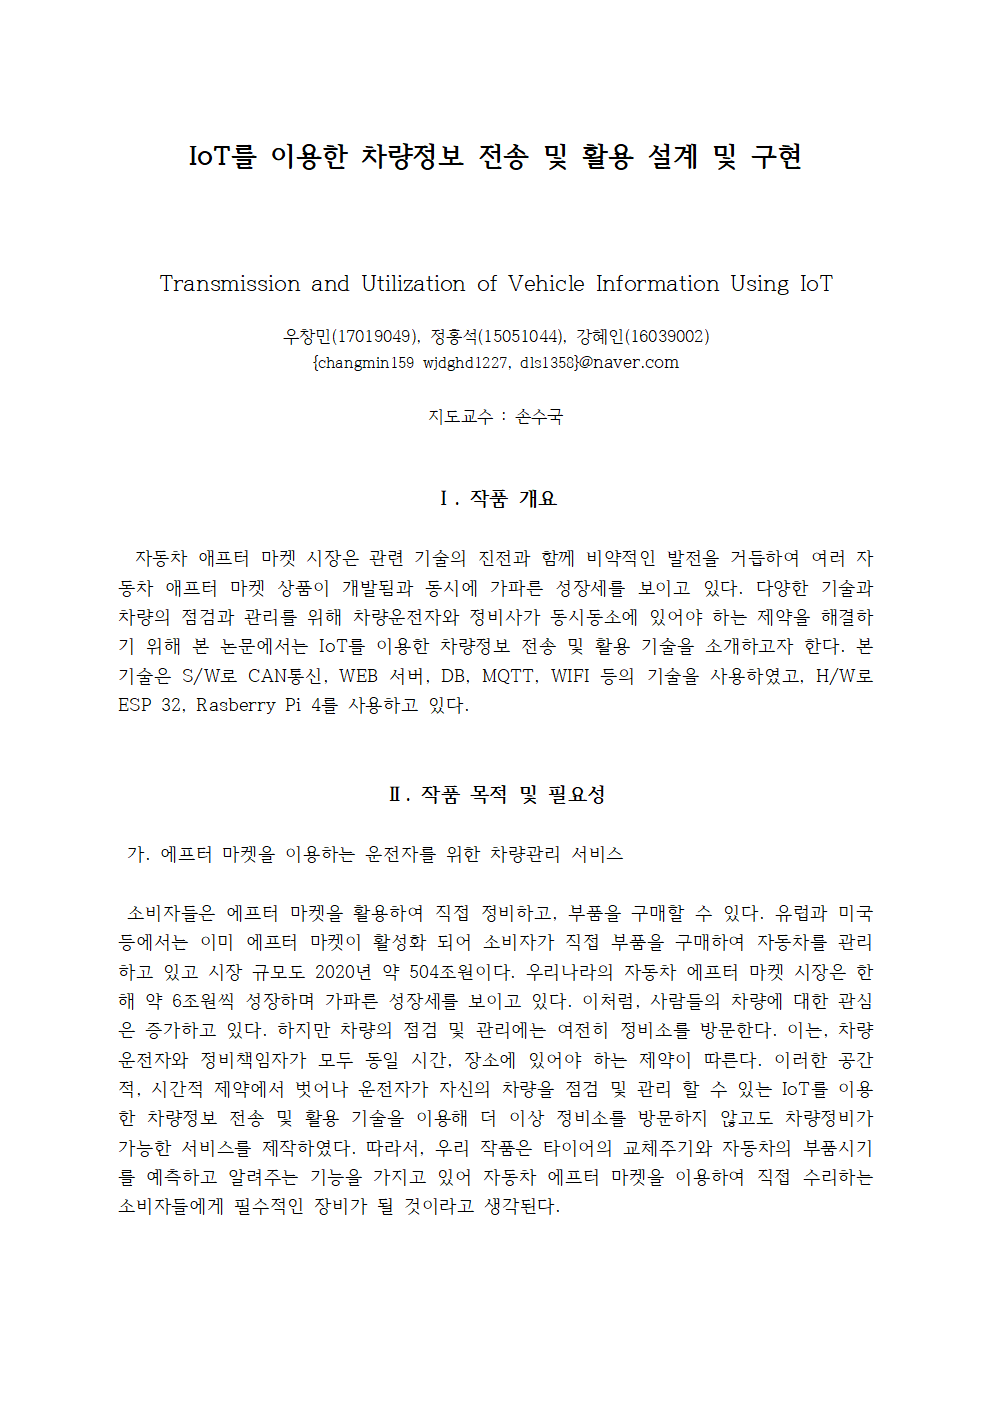 IoT를 이용한 차량정보 전송 및 활용 설계 및 구현
Transmission and Utilization of Vehicle Information Using IoT
우창민(17019049), 정홍석(15051044), 강혜인(16039002)
{changmin159 wjdghd1227, dls1358}@naver.com
지도교수 : 손수국
Ⅰ. 작품 개요
자동차 애프터 마켓 시장은 관련 기술의 진전과 함께 비약적인 발전을 거듭하여 여러 자
동차 애프터 마켓 상품이 개발됨과 동시에 가파른 성장세를 보이고 있다. 다양한 기술과
차량의 점검과 관리를 위해 차량운전자와 정비사가 동시동소에 있어야 하는 제약을 해결하
기 위해 본 논문에서는 IoT를 이용한 차량정보 전송 및 활용 기술을 소개하고자 한다. 본
기술은 S/W로 CAN통신, WEB 서버, DB, MQTT, WIFI 등의 기술을 사용하였고, H/W로
ESP 32, Rasberry Pi 4를 사용하고 있다.
Ⅱ. 작품 목적 및 필요성
가. 에프터 마켓을 이용하는 운전자를 위한 차량관리 서비스
소비자들은 에프터 마켓을 활용하여 직접 정비하고, 부품을 구매할 수 있다. 유럽과 미국
등에서는 이미 에프터 마켓이 활성화 되어 소비자가 직접 부품을 구매하여 자동차를 관리
하고 있고 시장 규모도 2020년 약 504조원이다. 우리나라의 자동차 에프터 마켓 시장은 한
해 약 6조원씩 성장하며 가파른 성장세를 보이고 있다. 이처럼, 사람들의 차량에 대한 관심
은 증가하고 있다. 하지만 차량의 점검 및 관리에는 여전히 정비소를 방문한다. 이는, 차량
운전자와 정비책임자가 모두 동일 시간, 장소에 있어야 하는 제약이 따른다. 이러한 공간
적, 시간적 제약에서 벗어나 운전자가 자신의 차량을 점검 및 관리 할 수 있는 IoT를 이용
한 차량정보 전송 및 활용 기술을 이용해 더 이상 정비소를 방문하지 않고도 차량정비가
가능한 서비스를 제작하였다. 따라서, 우리 작품은 타이어의 교체주기와 자동차의 부품시기
를 예측하고 알려주는 기능을 가지고 있어 자동차 에프터 마켓을 이용하여 직접 수리하는
소비자들에게 필수적인 장비가 될 것이라고 생각된다.